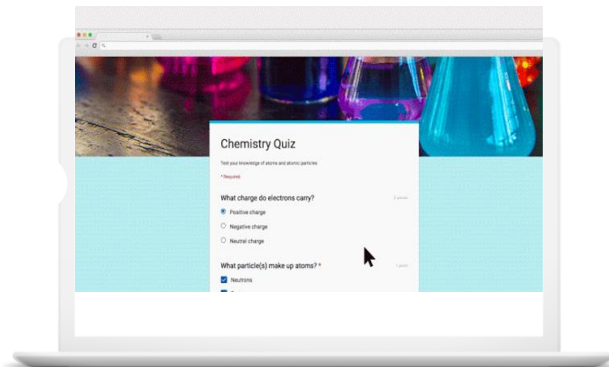 Chemistry Quiz
Test your knowledge of atoms and atomic particles
* Required
What charge do electrons carry?
Positive charge
Negative charge
Neutral charge
What particle(s) make up atoms? *
Neutrons